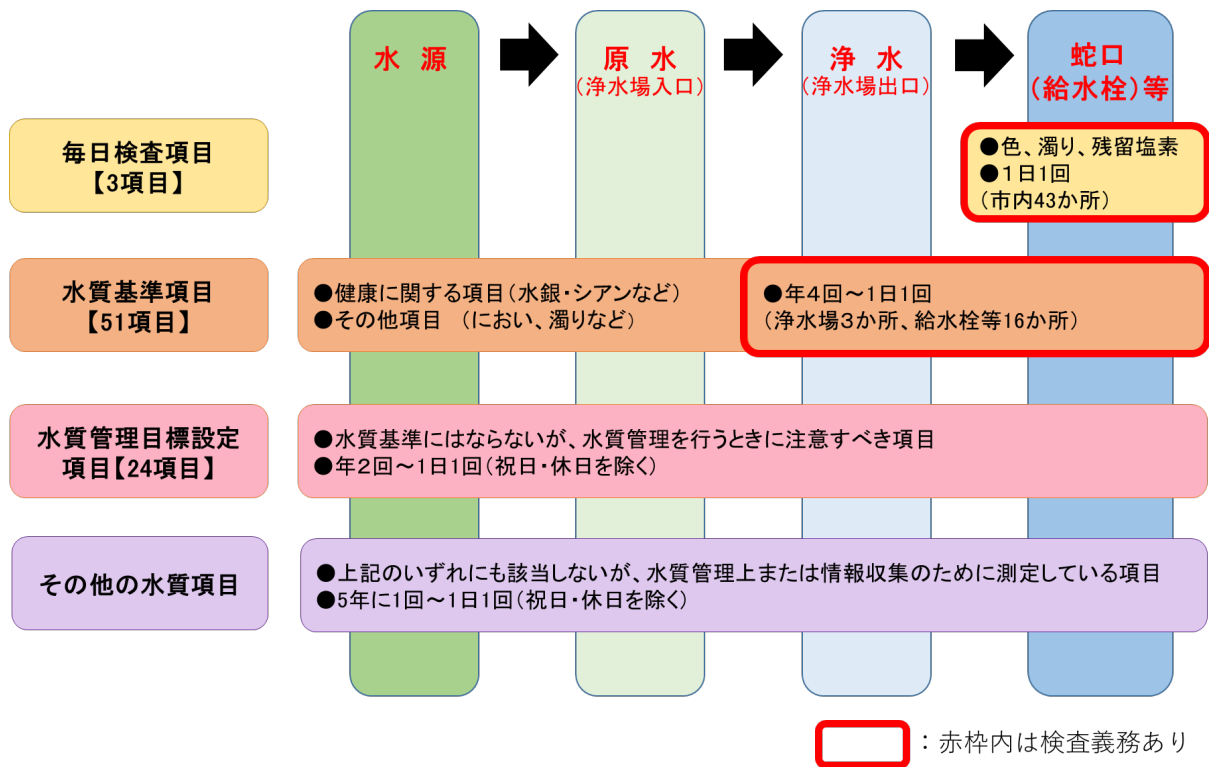 水 源
原 水
(浄水場入口)
浄 水
(浄水場出口)
蛇口
(給水栓)等
毎日検査項目
【3項目】
●色、濁り、残留塩素
●1日1回
(市内43か所)
水質基準項目
【51項目】
●健康に関する項目(水銀・シアンなど)
●その他項目 (におい、濁りなど)
●年4回~1日1回
(浄水場3か所、給水栓等16か所)
水質管理目標設定
項目【24項目】
●水質基準にはならないが、水質管理を行うときに注意すべき項目
●年2回~1日1回(祝日・休日を除く)
その他の水質項目
●上記のいずれにも該当しないが、水質管理上または情報収集のために測定している項目
●5年に1回~1日1回(祝日・休日を除く)
:赤枠内は検査義務あり